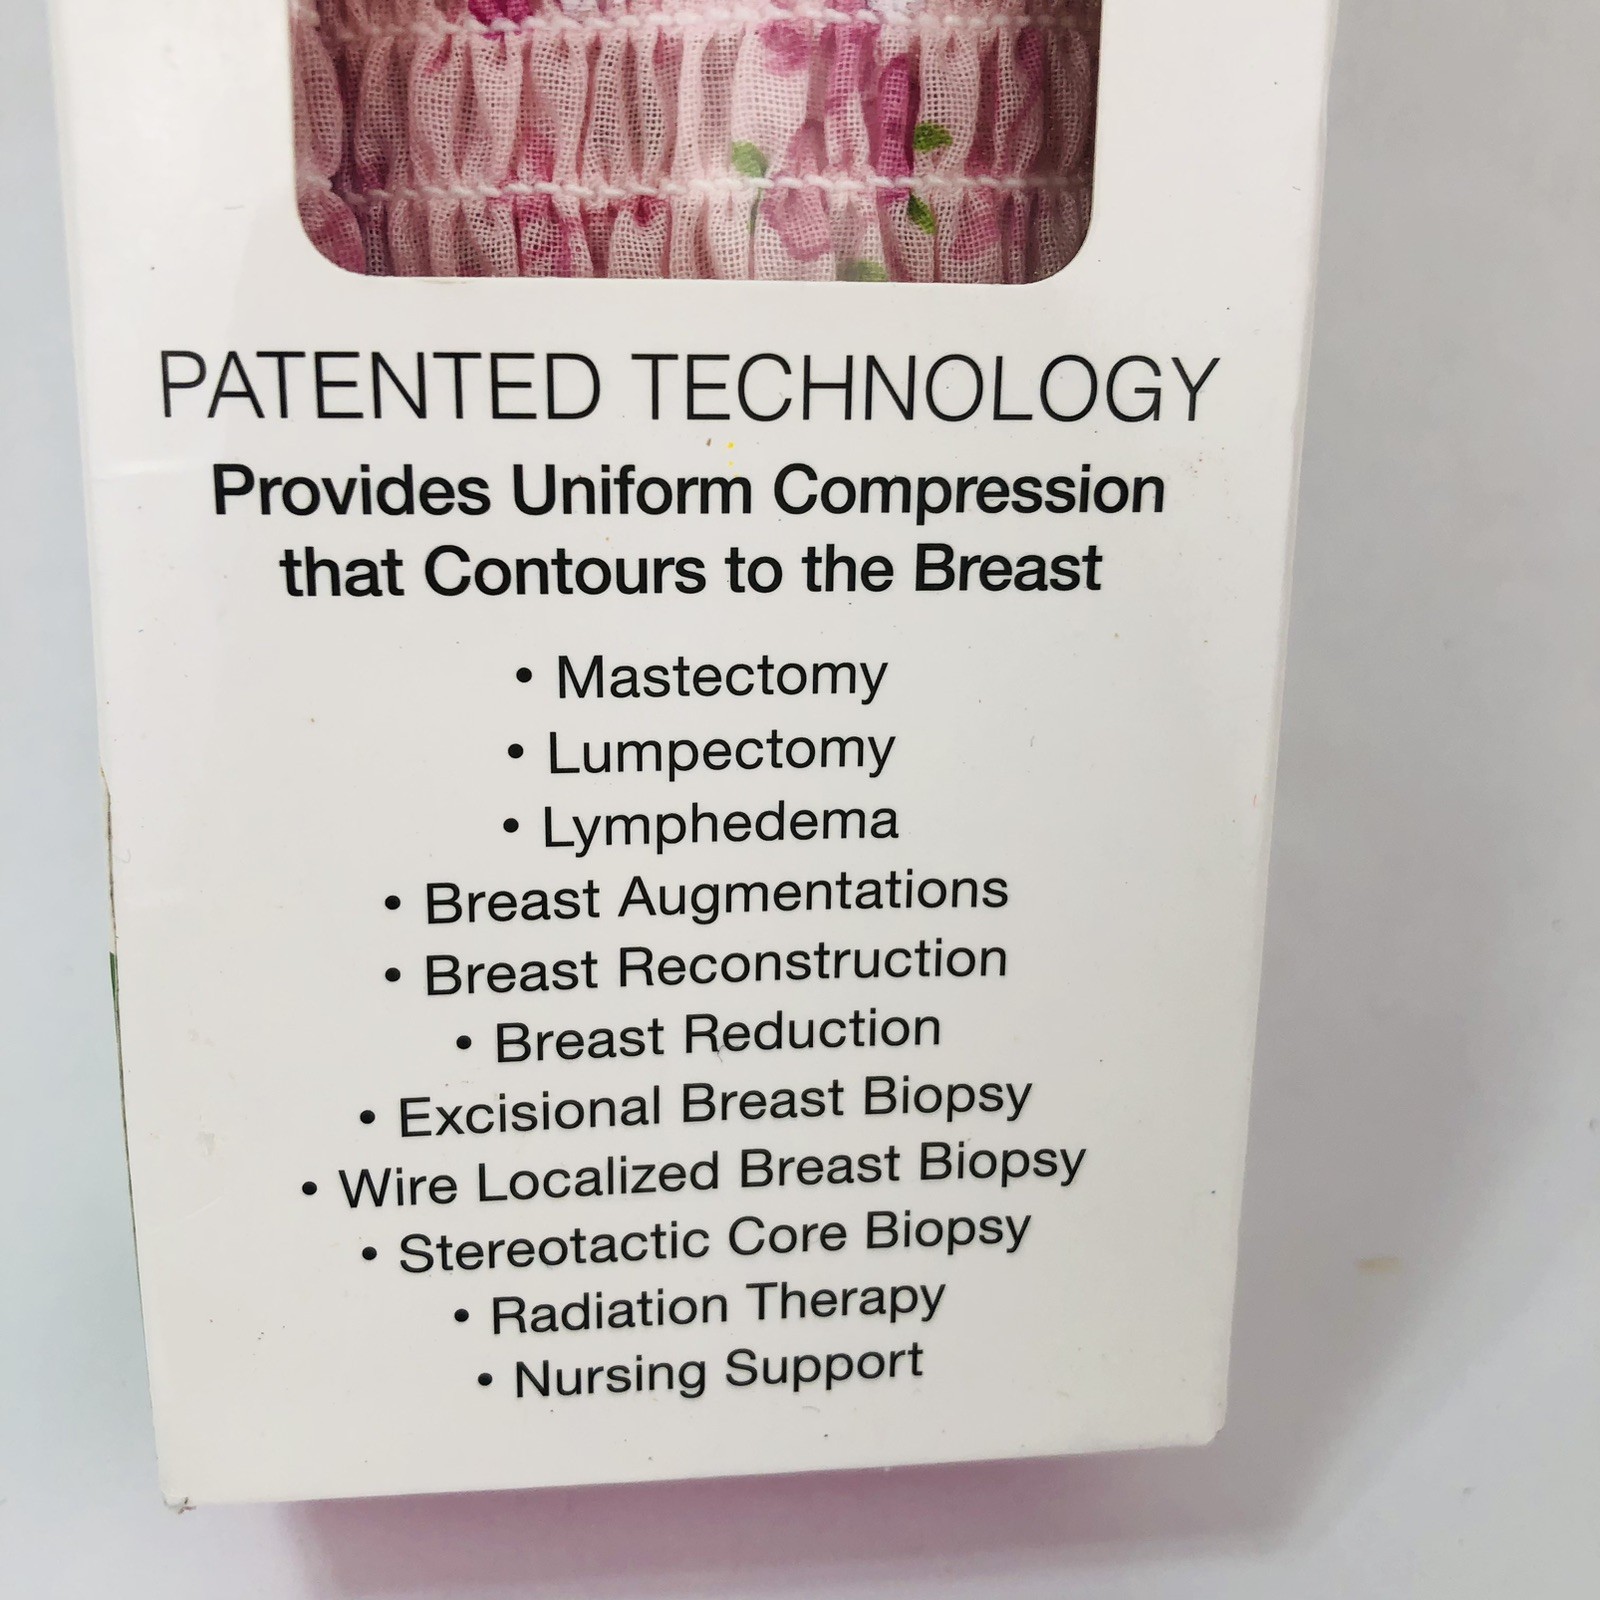 PATENTED TECHNOLOGY
Provides Uniform Compression
that Contours to the Breast
• Mastectomy
• Lumpectomy
• Lymphedema
• Breast Augmentations
• Breast Reconstruction
• Breast Reduction
• Excisional Breast Biopsy
• Wire Localized Breast Biopsy
• Stereotactic Core Biopsy
• Radiation Therapy
• Nursing Support